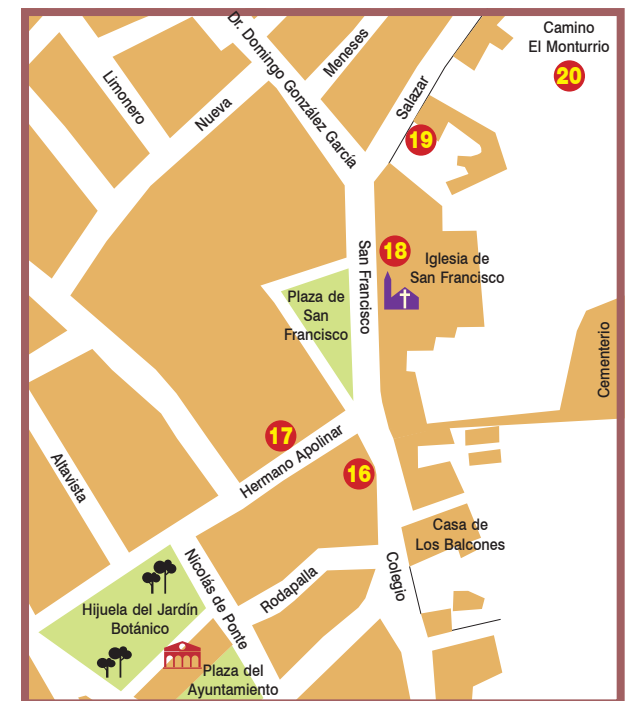 Camino
El Monturrio
20
Dr. Domingo González García
Meneses
Limonero
Nueva
Salazar
19
18
Iglesia de
San Francisco
San Francisco
Plaza de
San
Francisco
Cementerio
17
Hermano Apolinar
16
Altavista
Casa de
Los Balcones
Nicolás de Ponte
Rodapalla
Colegio
Hijuela del Jardín
Botánico
Plaza del
Ayuntamiento